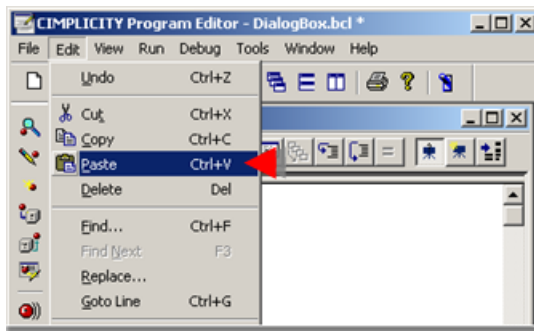 CIMPLICITY Program Editor - DialogBox.bcl *
File Edit View Run Debug Tools Window Help
Undo Ctrl+Z
Cut Ctrl+X
Copy Ctrl+C
Paste Ctrl+V
Delete Del
Find... Ctrl+F
Find Next F3
Replace...
Goto Line Ctrl+G